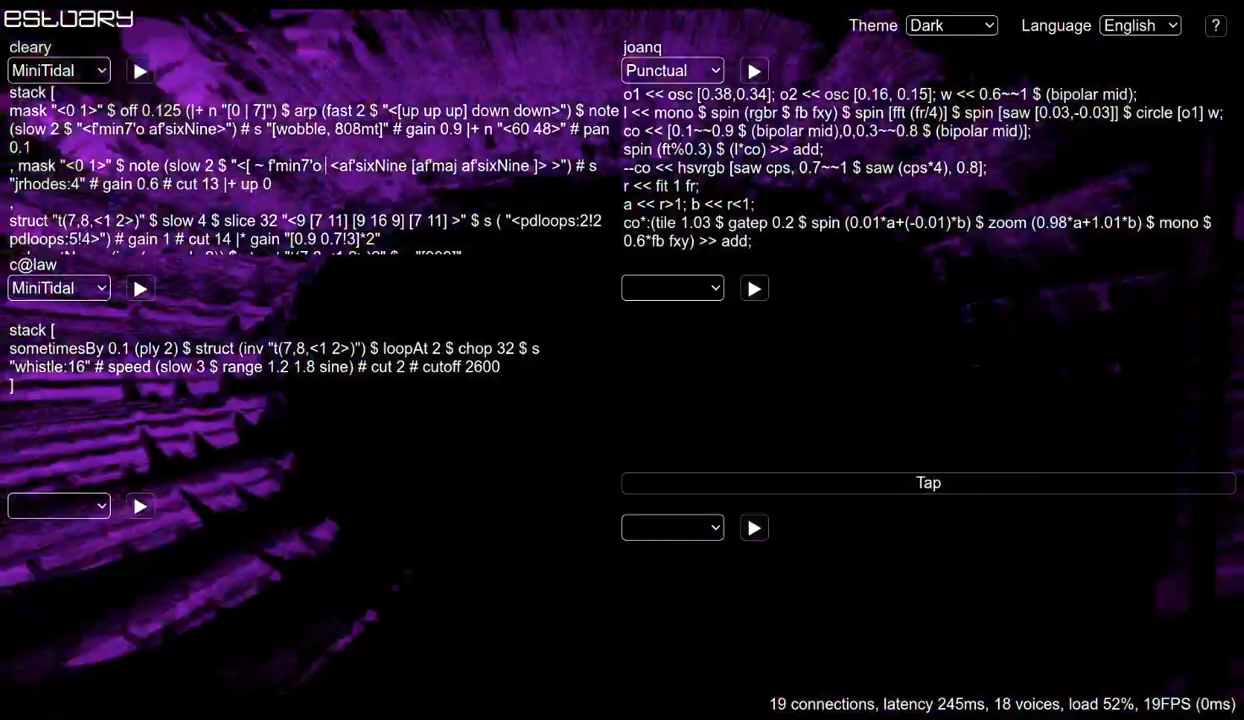 estuary
Theme Dark Language English ?
cleary
MiniTidal
stack [
mask "<0 1>" $ off 0.125 (|+ n "[0 | 7]") $ arp (fast 2 $ "<[up up up] down down>") $ note
(slow 2 $ "<f'min7'o af'sixNine>") # s "[wobble, 808mt]" # gain 0.9 |+ n "<60 48>" # pan
0.1
, mask "<0 1>" $ note (slow 2 $ "<[ ~ f'min7'o <af'sixNine [af'maj af'sixNine ]> >") # s
"jrhodes:4" # gain 0.6 # cut 13 |+ up 0
,
struct "t(7,8,<1 2>)" $ slow 4 $ slice 32 "<9 [7 11] [9 16 9] [7 11] >" $ s ( "<pdloops:2!2
pdloops:5!4>") # gain 1 # cut 14 |* gain "[0.9 0.7!3]*2"
joanq
Punctual
o1 << osc [0.38,0.34]; o2 << osc [0.16, 0.15]; w << 0.6~~1 $ (bipolar mid);
l << mono $ spin (rgbr $ fb fxy) $ spin [fft (fr/4)] $ spin [saw [0.03,-0.03]] $ circle [o1] w;
co << [0.1~~0.9 $ (bipolar mid),0,0.3~~0.8 $ (bipolar mid)];
spin (ft%0.3) $ (l*co) >> add;
--co << hsvrgb [saw cps, 0.7~~1 $ saw (cps*4), 0.8];
r << fit 1 fr;
a << r>1; b << r<1;
co*:(tile 1.03 $ gatep 0.2 $ spin (0.01*a+(-0.01)*b) $ zoom (0.98*a+1.01*b) $ mono $
0.6*fb fxy) >> add;
c@law
MiniTidal
stack [
sometimesBy 0.1 (ply 2) $ struct (inv "t(7,8,<1 2>)") $ loopAt 2 $ chop 32 $ s
"whistle:16" # speed (slow 3 $ range 1.2 1.8 sine) # cut 2 # cutoff 2600
]
Tap
19 connections, latency 245ms, 18 voices, load 52%, 19FPS (0ms)